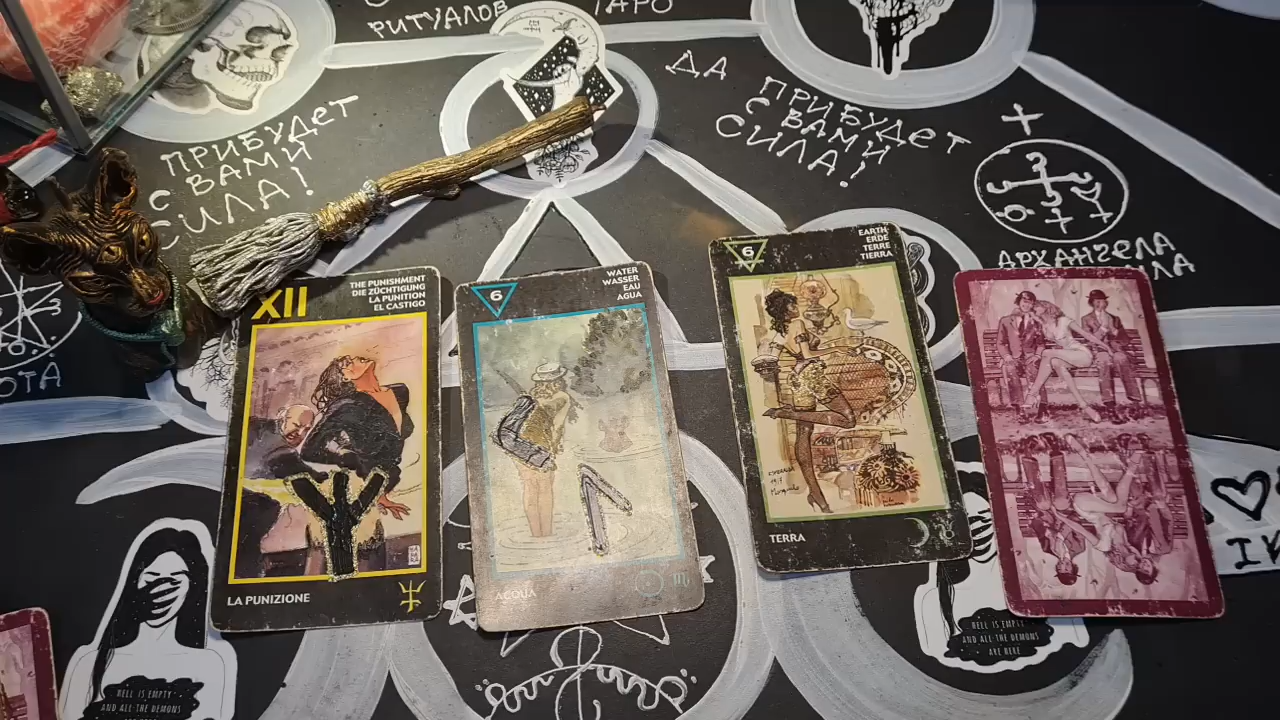 РИТУАЛОВ ТАРО
ДА ПРИБУДЕТ
С ВАМИ
СИЛА!
ПРИБУДЕТ
С ВАМИ
СИЛА!
АРХАНГЕЛА
XII
THE PUNISHMENT
DIE ZÜCHTIGUNG
LA PUNITION
EL CASTIGO
LA PUNIZIONE
6
WATER
WASSER
EAU
AGUA
ACQUA
6
EARTH
ERDE
TERRE
TIERRA
TERRA
HELL IS EMPTY
AND ALL THE DEMONS
HELL IS EMPTY
AND ALL THE DEMONS
ARE HERE